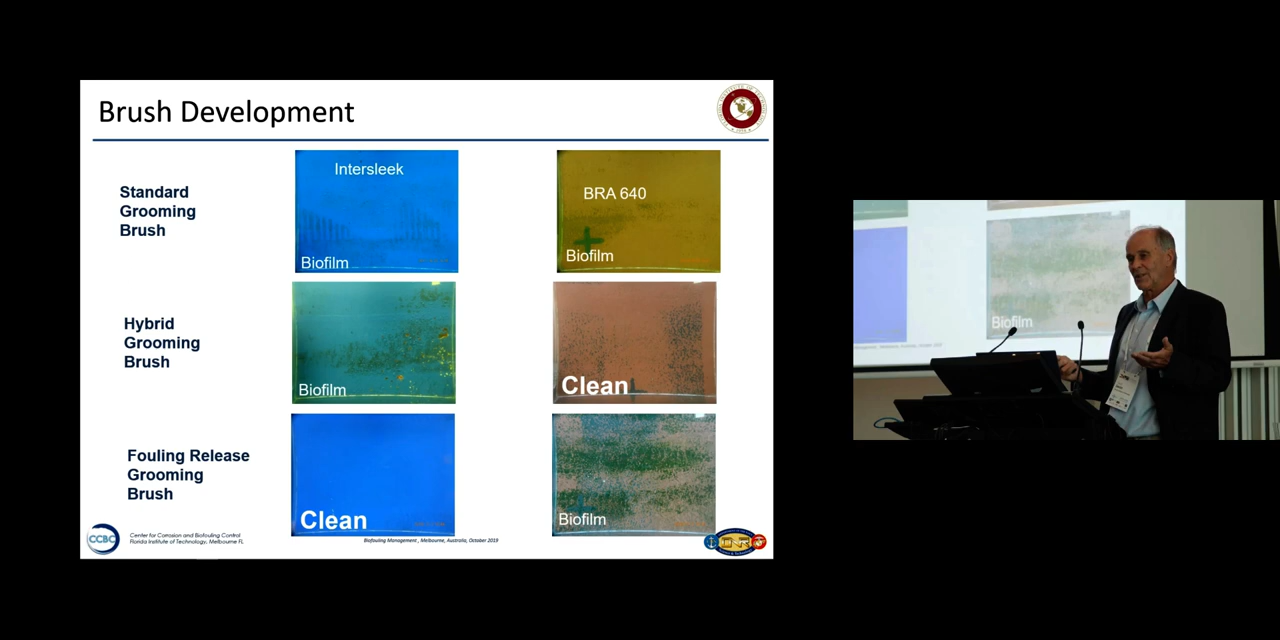 Brush Development
Standard
Grooming
Brush
Intersleek
Biofilm
BRA 640
Biofilm
Hybrid
Grooming
Brush
Biofilm
Clean
Fouling Release
Grooming
Brush
Clean
Biofilm
CCBC
Center for Corrosion and Biofouling Control
Florida Institute of Technology, Melbourne FL
Biofouling Management , Melbourne, Australia, October 2019
ONR
Biofilm